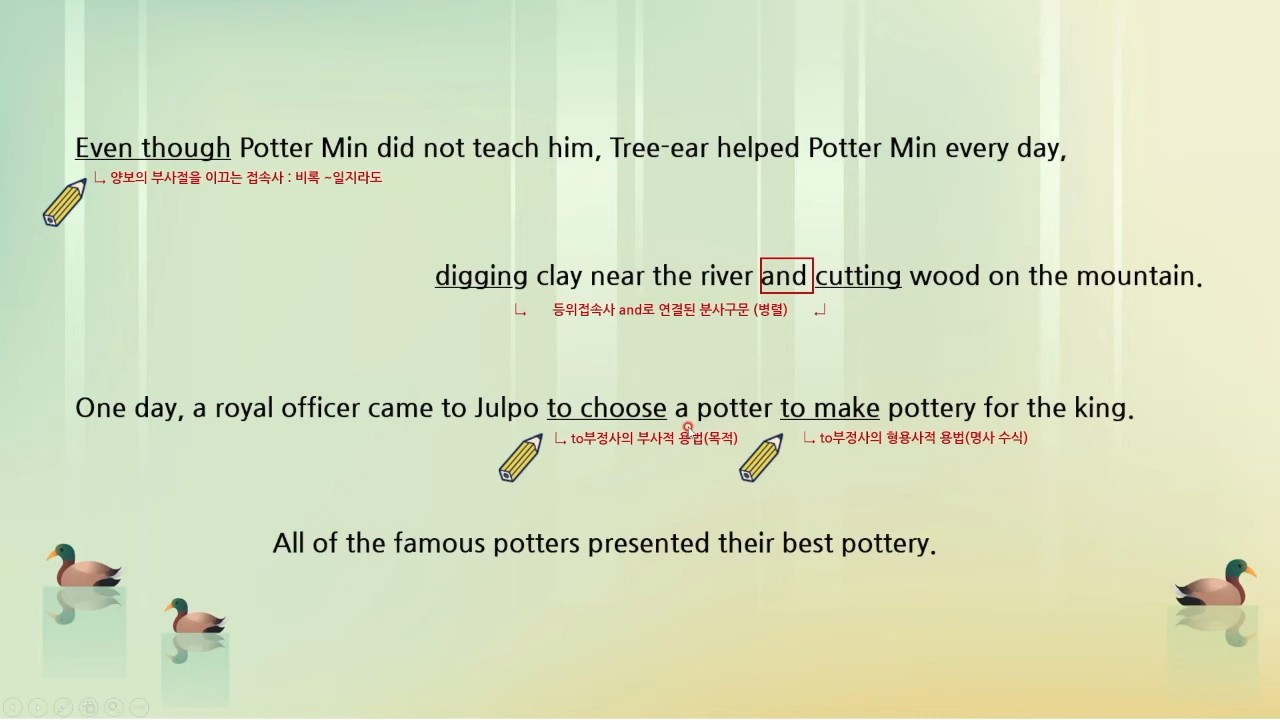 Even though Potter Min did not teach him, Tree-ear helped Potter Min every day,
양보의 부사절을 이끄는 접속사 : 비록 ~일지라도
digging clay near the river and cutting wood on the mountain.
등위접속사 and로 연결된 분사구문 (병렬)
One day, a royal officer came to Julpo to choose a potter to make pottery for the king.
to부정사의 부사적 용법(목적) to부정사의 형용사적 용법(명사 수식)
All of the famous potters presented their best pottery.